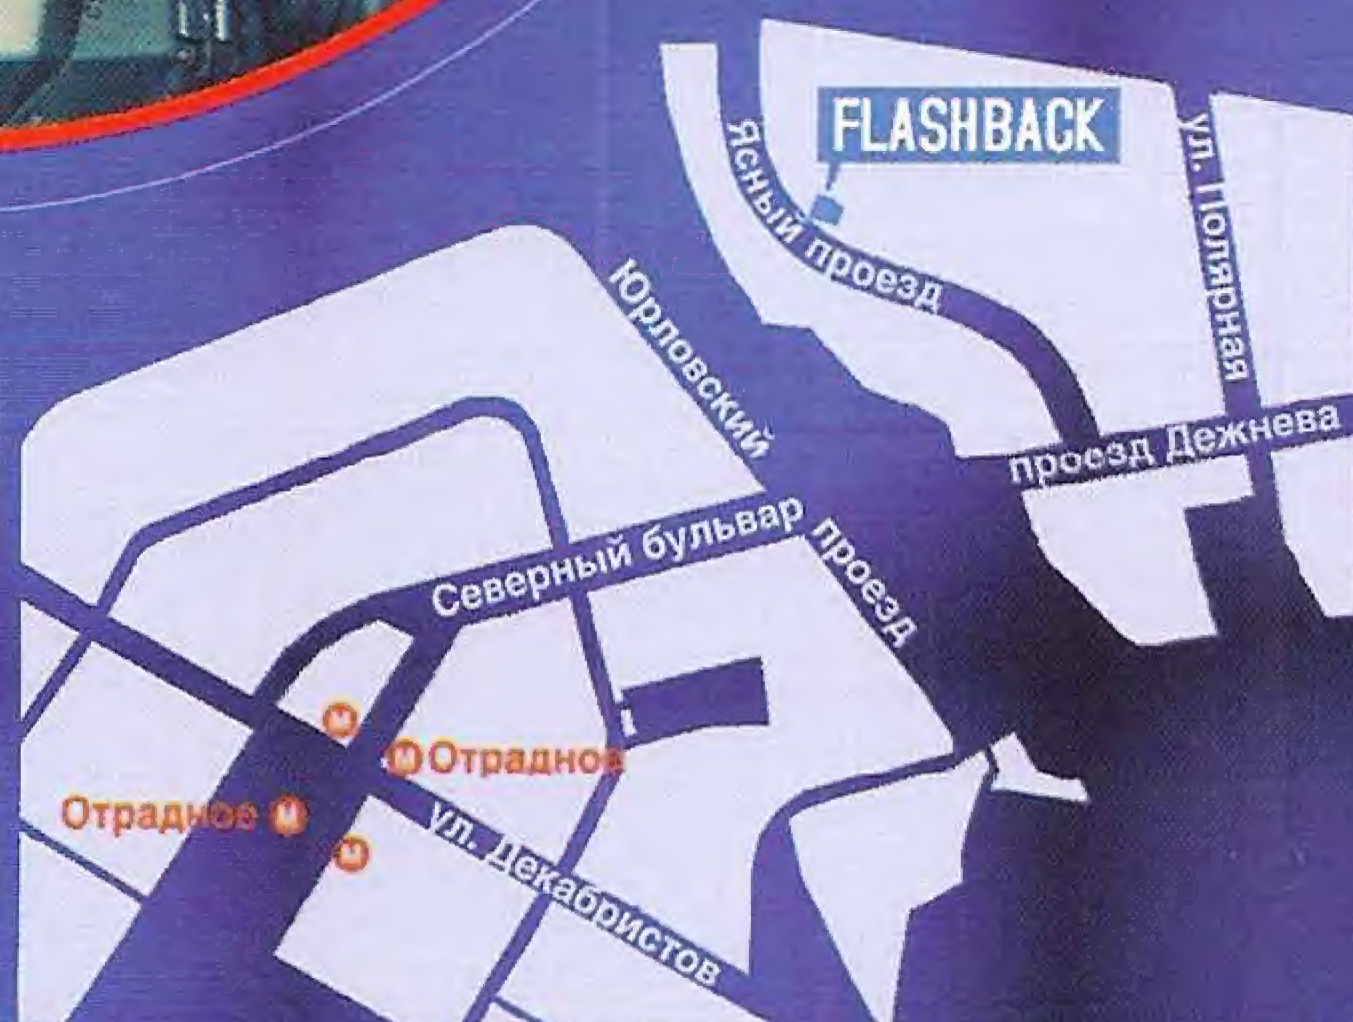 FLASHBACK
Ясный проезд
ул. Полярная
Юрловский проезд
проезд Дежнева
Северный бульвар
М
М Отрадное
Отрадное М
М
ул. Декабристов